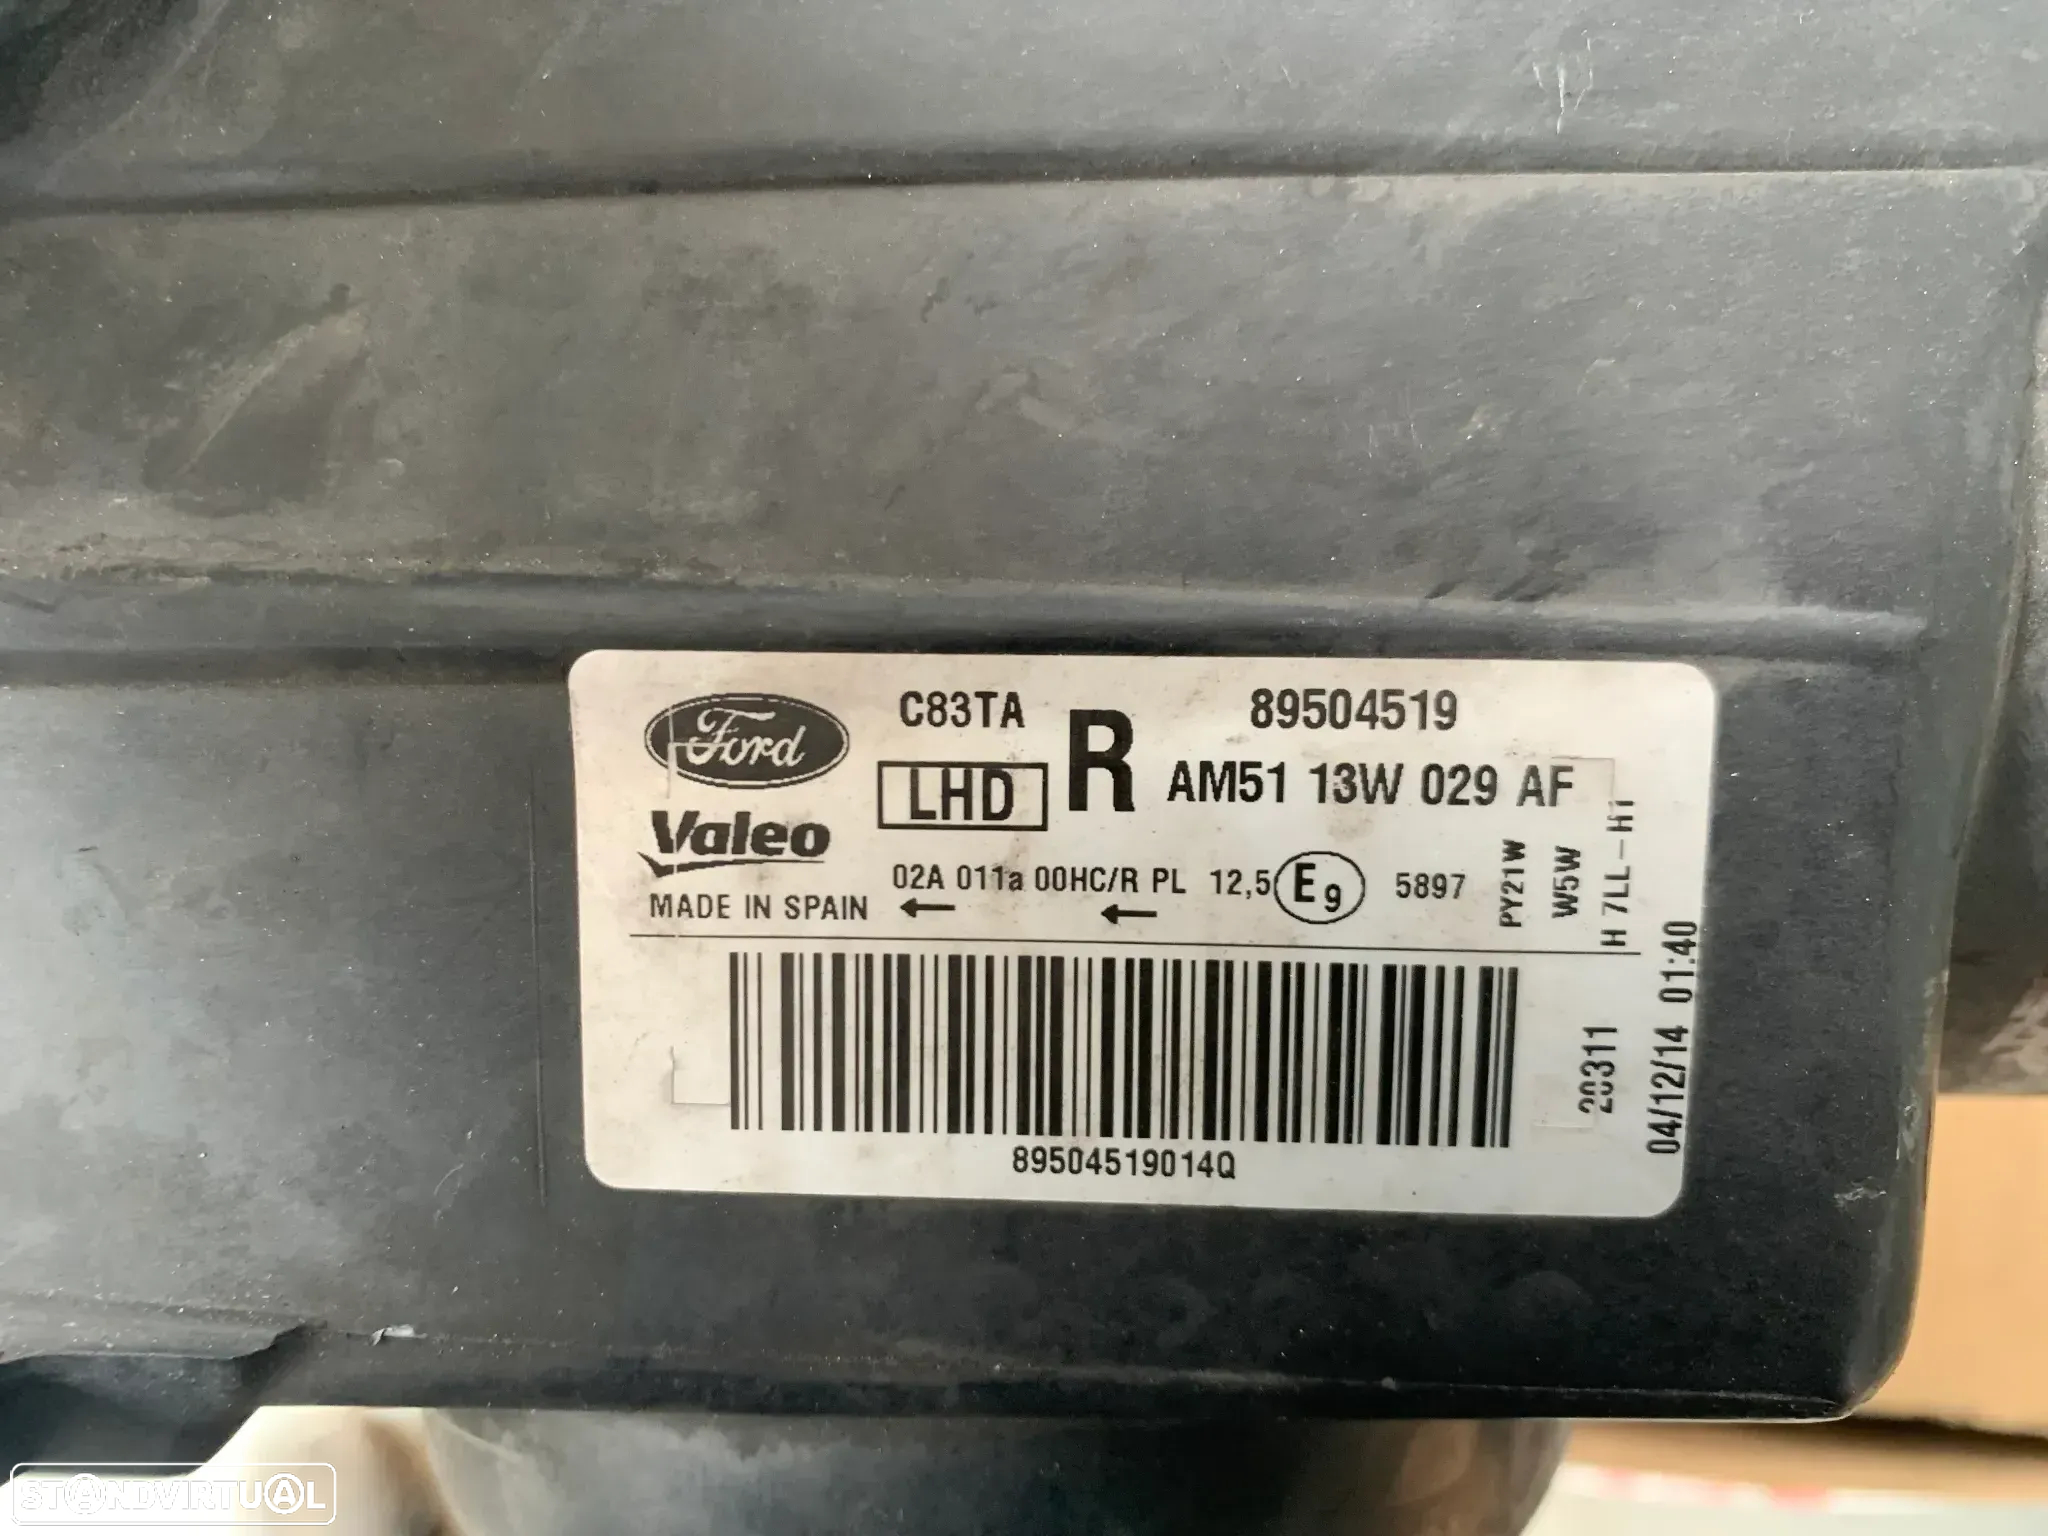 Ford
C83TA
R
89504519
LHD
AM51 13W 029 AF
Valeo
02A 011a 00HC/R PL 12,5 E9 5897
MADE IN SPAIN
PY21W
W5W
H 7LL-H1
20311
04/12/14 01:40
89504519014Q
STANDVIRTUAL